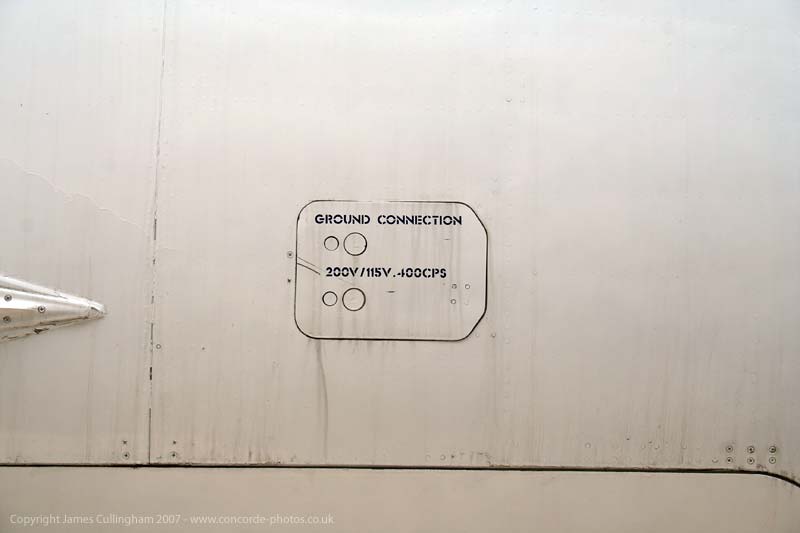 GROUND CONNECTION
200V/115V.400CPS
Copyright James Cullingham 2007 - www.concorde-photos.co.uk